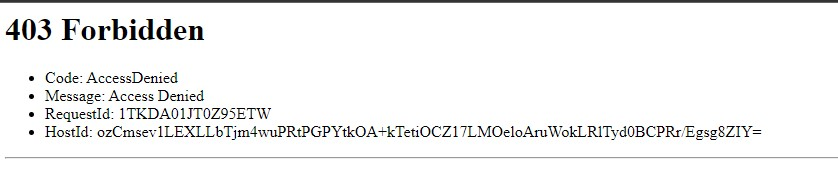 403 Forbidden
Code: AccessDenied
Message: Access Denied
RequestId: 1TKDA01JT0Z95ETW
HostId: ozCmsev1LEXLLbTjm4wuPRtPGPYtkOA+kTetiOCZ17LMOeloAruWokLRlTyd0BCPRr/Egsg8ZIY=